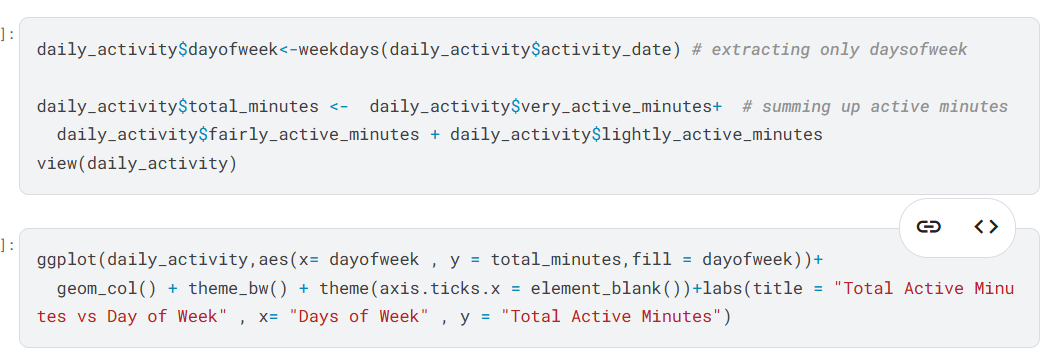 ]:
daily_activity$dayofweek<-weekdays(daily_activity$activity_date) # extracting only daysofweek
daily_activity$total_minutes <-  daily_activity$very_active_minutes+  # summing up active minutes
  daily_activity$fairly_active_minutes + daily_activity$lightly_active_minutes
view(daily_activity)
]:
ggplot(daily_activity,aes(x= dayofweek , y = total_minutes,fill = dayofweek))+
  geom_col() + theme_bw() + theme(axis.ticks.x = element_blank())+labs(title = "Total Active Minu
tes vs Day of Week" , x= "Days of Week" , y = "Total Active Minutes")